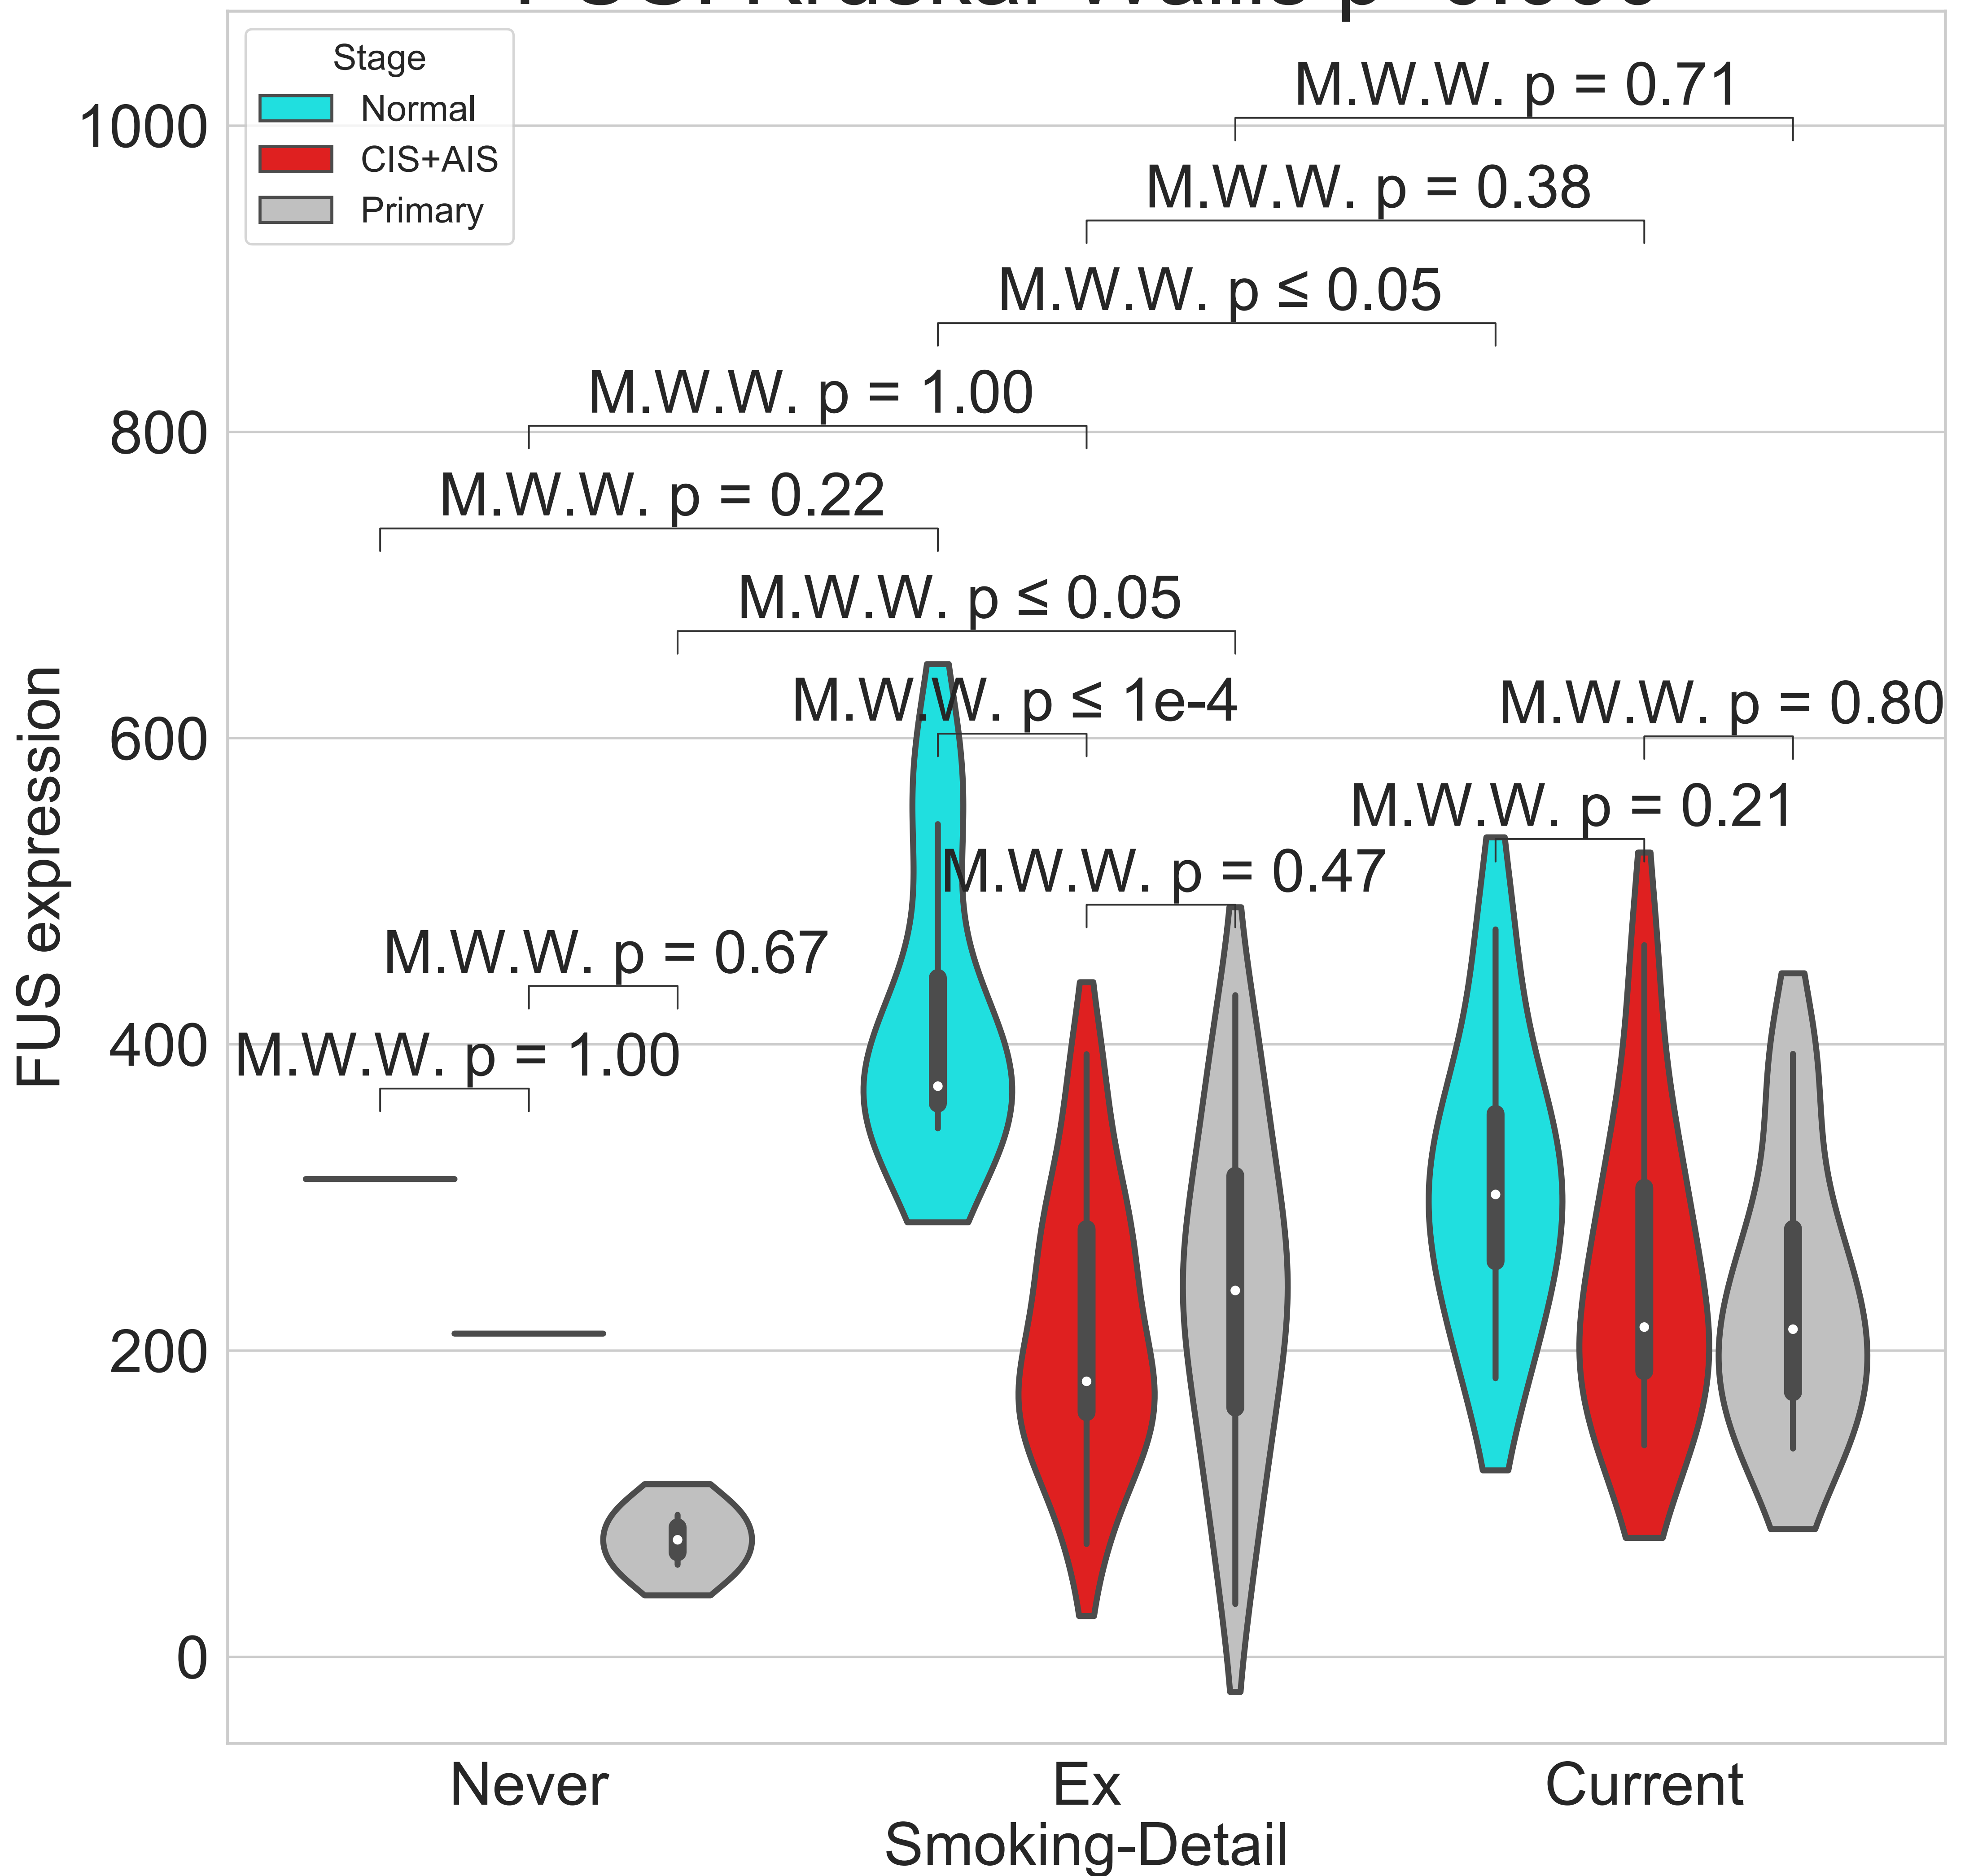 Stage
Normal
CIS+AIS
Primary
M.W.W. p = 0.71
M.W.W. p = 0.38
M.W.W. p ≤ 0.05
M.W.W. p = 1.00
M.W.W. p = 0.22
M.W.W. p ≤ 0.05
M.W.W. p ≤ 1e-4
M.W.W. p = 0.80
M.W.W. p = 0.21
M.W.W. p = 0.47
M.W.W. p = 0.67
M.W.W. p = 1.00
1000
800
600
400
200
0
FUS expression
Never
Ex
Current
Smoking-Detail